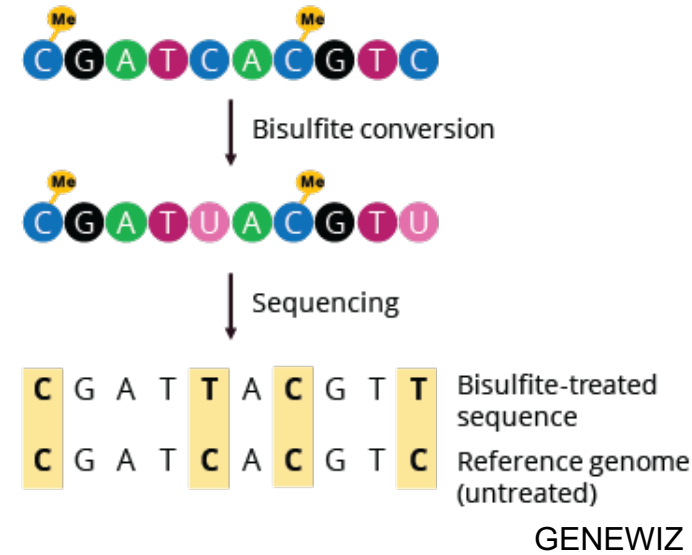 Me Me
C G A T C A C G T C
Bisulfite conversion
Me Me
C G A T U A C G T U
Sequencing
C G A T T A C G T T Bisulfite-treated
sequence
C G A T C A C G T C Reference genome
(untreated)
GENEWIZ